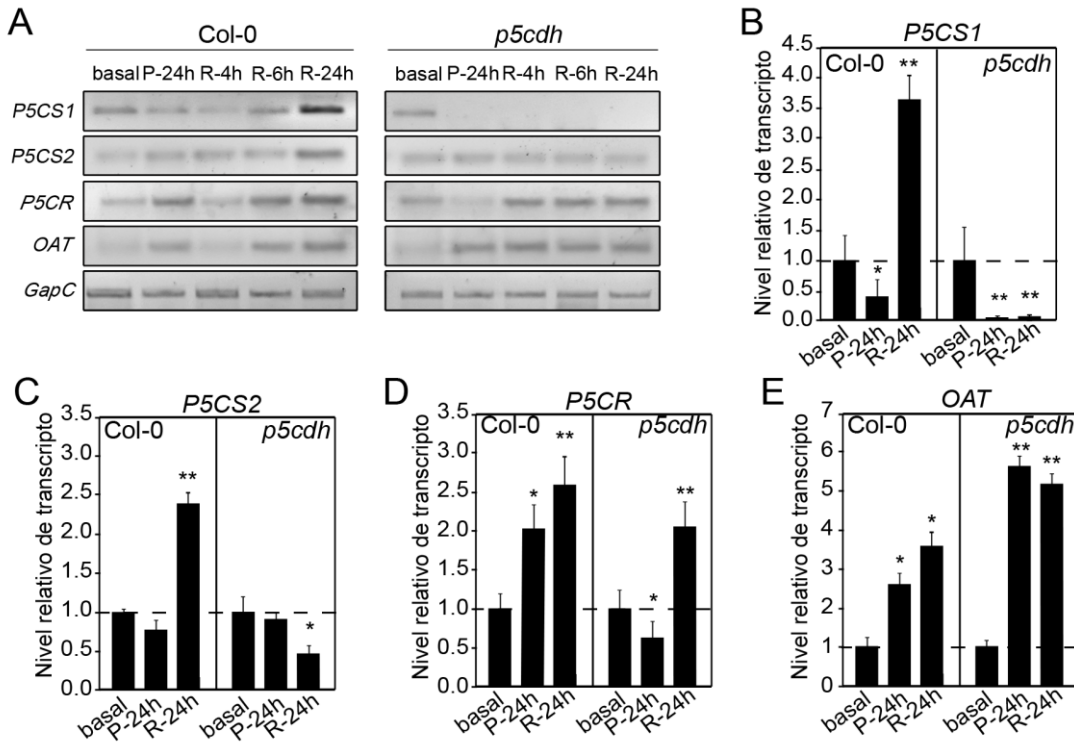 A
Col-0 p5cdh
basal P-24h R-4h R-6h R-24h basal P-24h R-4h R-6h R-24h
P5CS1
P5CS2
P5CR
OAT
GapC
B
P5CS1
Nivel relativo de transcripto
4.5
4.0
3.5
3.0
2.5
2.0
1.5
1.0
0.5
0.0
Col-0 p5cdh
* ** ** **
basal P-24h R-24h basal P-24h R-24h
C
P5CS2
Nivel relativo de transcripto
3.5
3.0
2.5
2.0
1.5
1.0
0.5
0.0
Col-0 p5cdh
** *
basal P-24h R-24h basal P-24h R-24h
D
P5CR
Nivel relativo de transcripto
3.5
3.0
2.5
2.0
1.5
1.0
0.5
0.0
Col-0 p5cdh
* ** * **
basal P-24h R-24h basal P-24h R-24h
E
OAT
Nivel relativo de transcripto
7
6
5
4
3
2
1
0
Col-0 p5cdh
* * ** **
basal P-24h R-24h basal P-24h R-24h